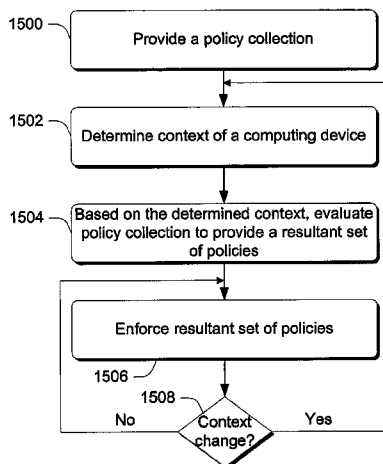 1500
Provide a policy collection
1502
Determine context of a computing device
1504
Based on the determined context, evaluate
policy collection to provide a resultant set
of policies
Enforce resultant set of policies
1506
1508
No
Context
change?
Yes